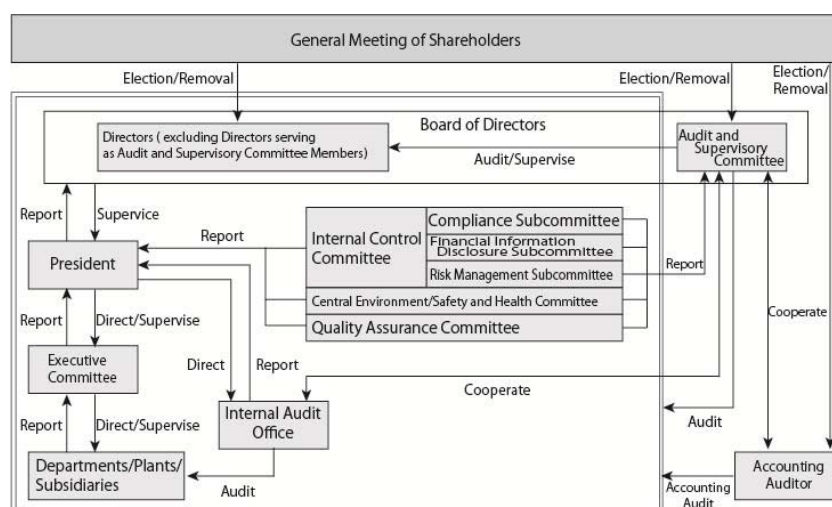 General Meeting of Shareholders
Election/Removal
Election/Removal
Election/
Removal
Board of Directors
Directors ( excluding Directors serving
as Audit and Supervisory Committee Members)
Audit/Supervise
Audit and
Supervisory
Committee
Report
Supervice
Report
Internal Control
Committee
Compliance Subcommittee
Financial Information
Disclosure Subcommittee
Risk Management Subcommittee
Central Environment/Safety and Health Committee
Quality Assurance Committee
Report
President
Report
Direct/Supervise
Cooperate
Executive
Committee
Direct
Report
Cooperate
Report
Direct/Supervise
Internal Audit
Office
Audit
Departments/Plants/
Subsidiaries
Audit
Accounting
Audit
Accounting
Auditor